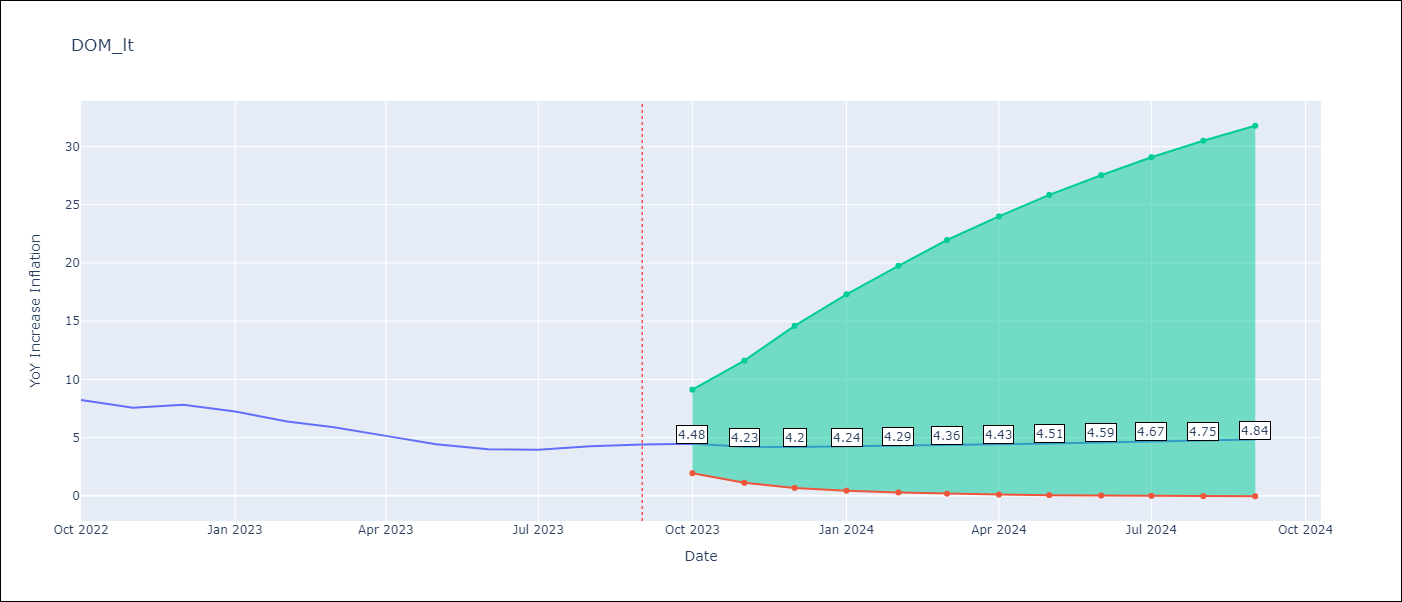 DOM_lt
YoY Increase Inflation
30
25
20
15
10
5
0
4.48
4.23
4.2
4.24
4.29
4.36
4.43
4.51
4.59
4.67
4.75
4.84
Oct 2022
Jan 2023
Apr 2023
Jul 2023
Oct 2023
Jan 2024
Apr 2024
Jul 2024
Oct 2024
Date